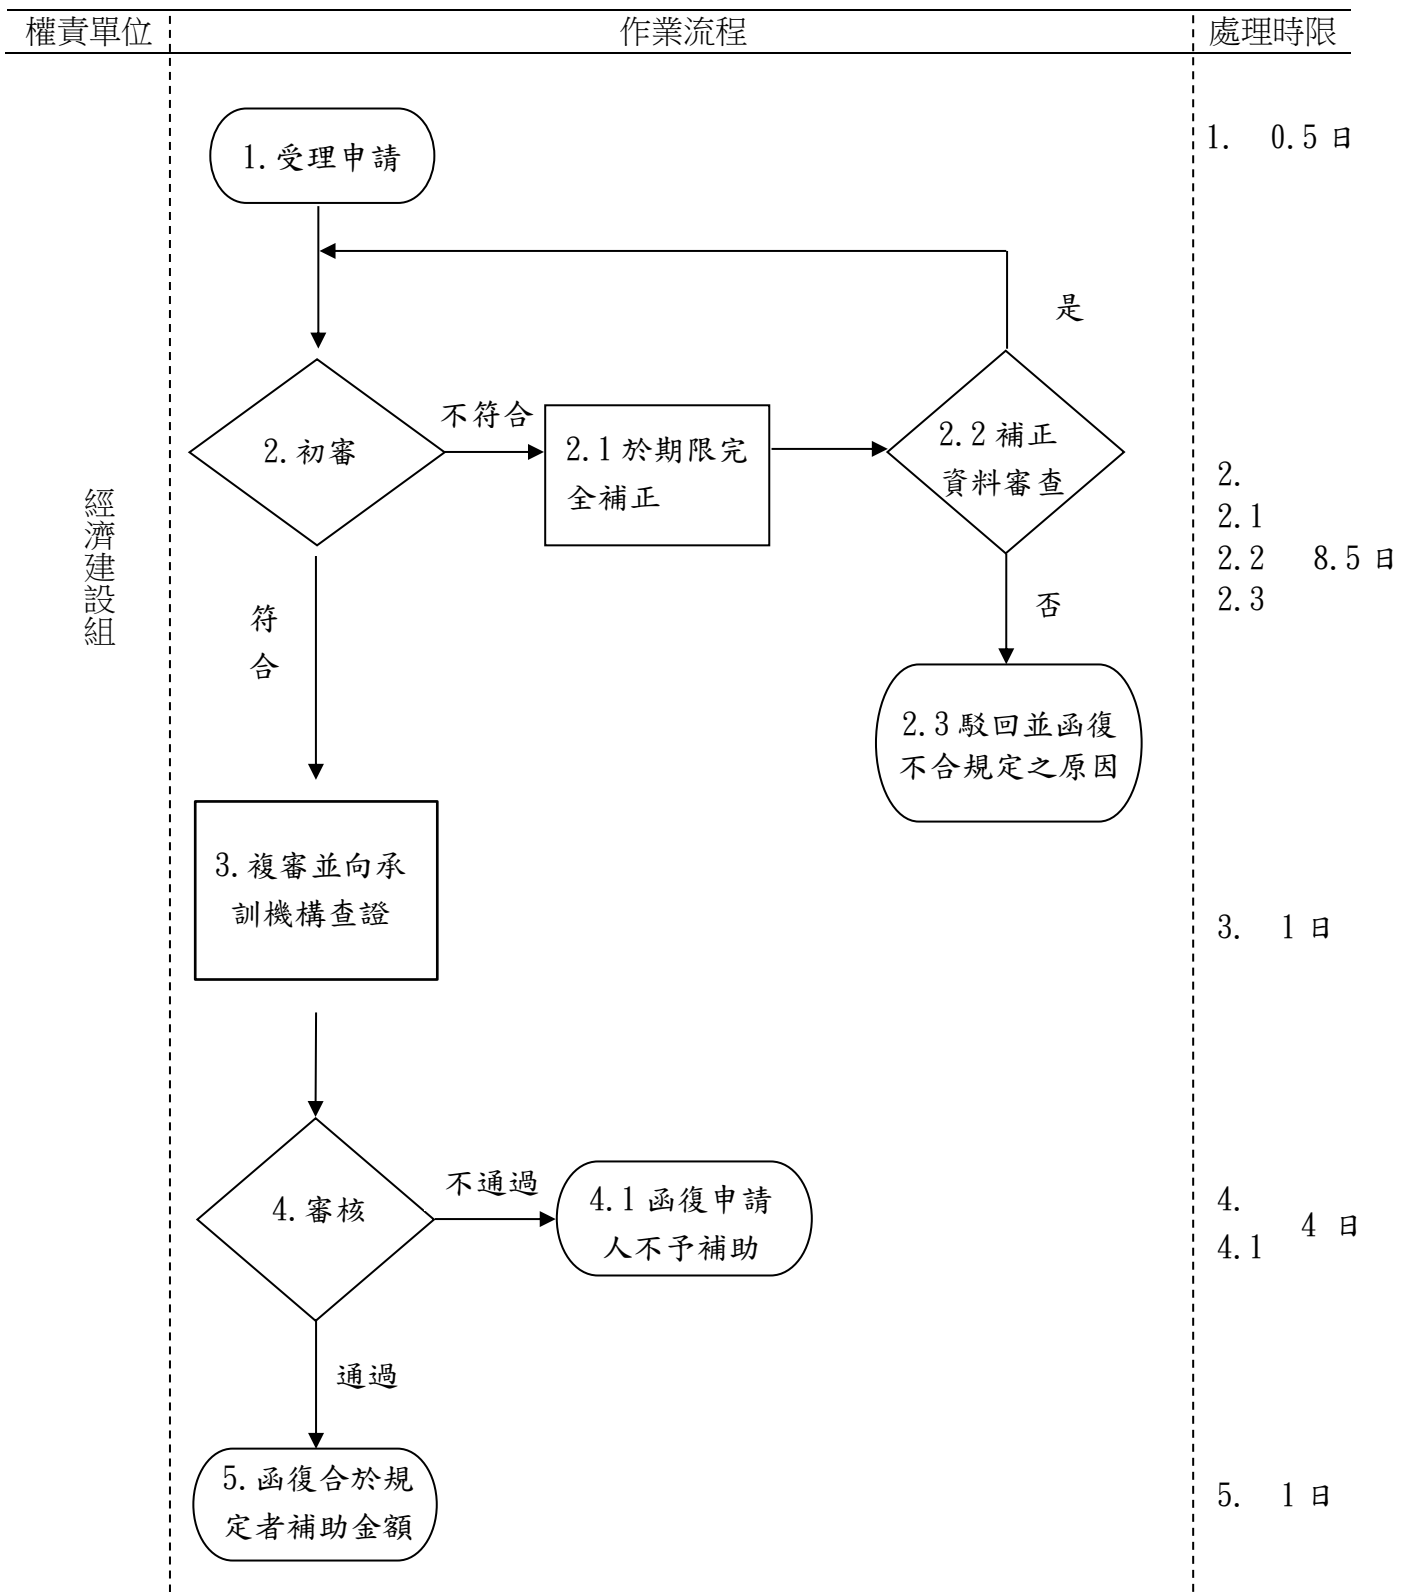 權責單位
作業流程
處理時限
1.受理申請
1. 0.5 日
是
2.初審
不符合
2.1 於期限完
全補正
2.2 補正
資料審查
經濟建設組
2.
2.1
2.2 8.5 日
2.3
符
合
否
2.3 駁回並函復
不合規定之原因
3.複審並向承
訓機構查證
3. 1 日
4.審核
不通過
4.1 函復申請
人不予補助
4.
4 日
4.1
通過
5.函復合於規
定者補助金額
5. 1 日